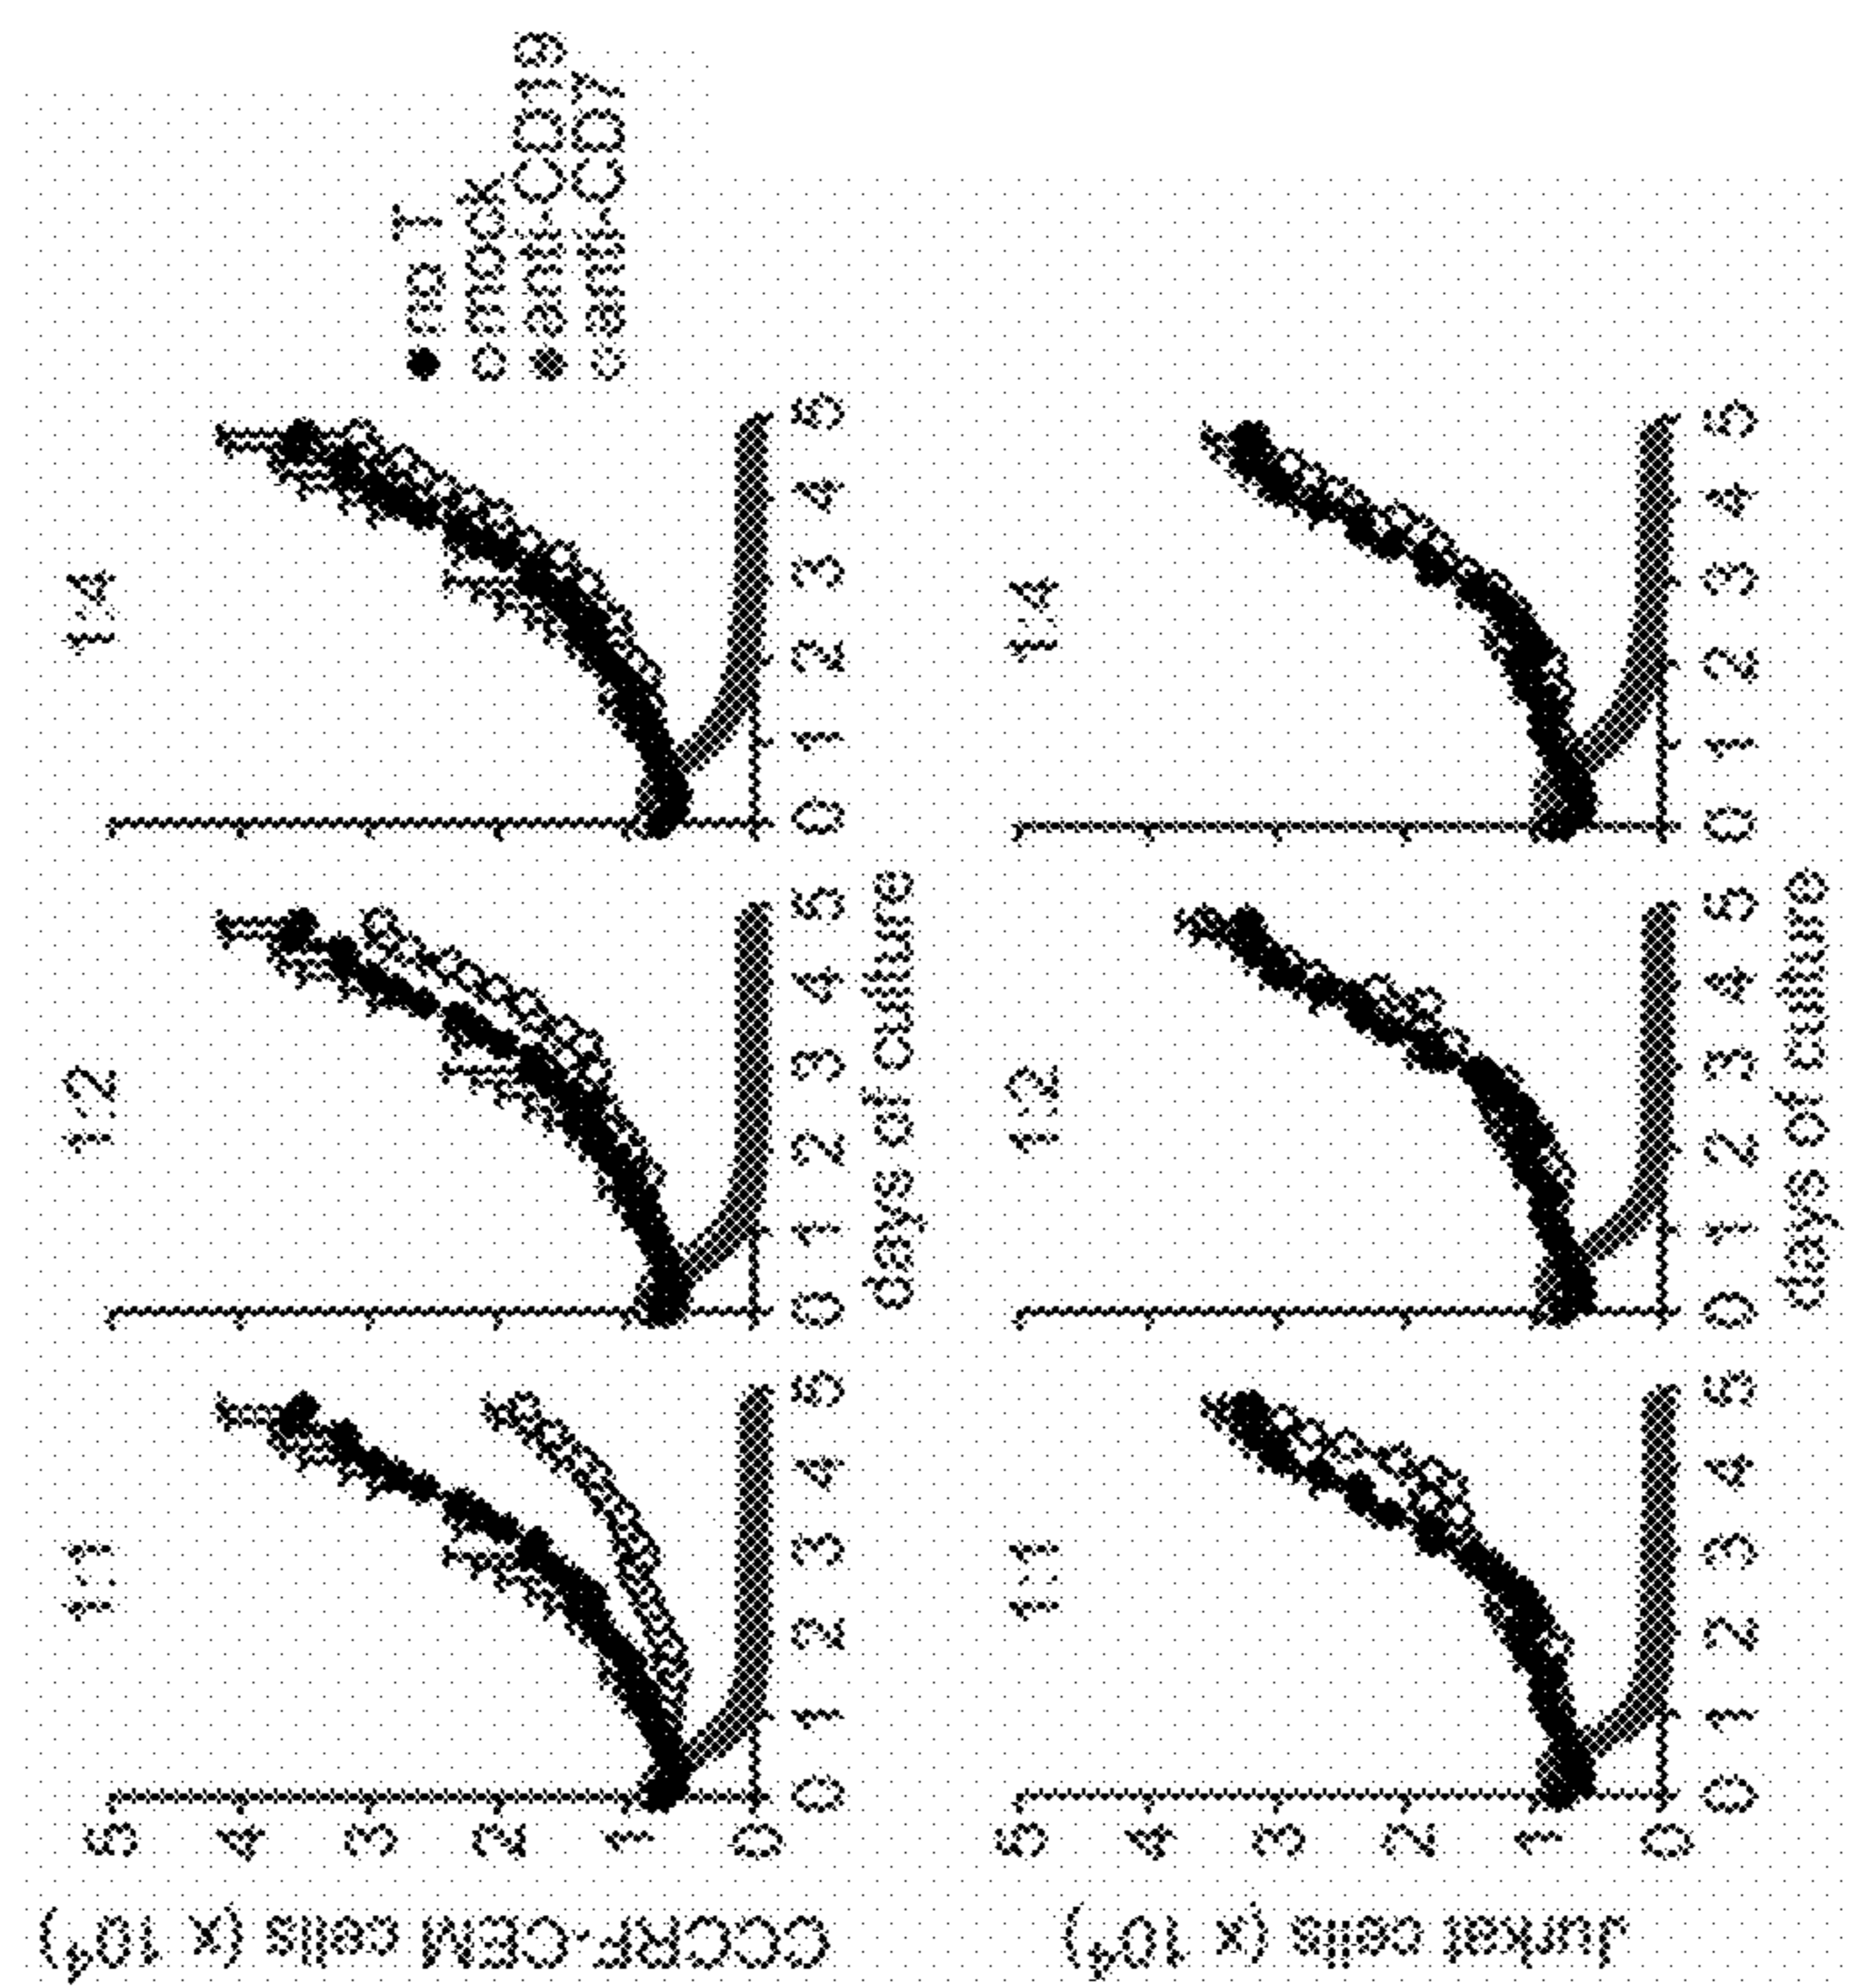 CCCRF-CEM cells (x 10⁴)
1:1
1:2
1:4
no T
mock
anti-CD19
anti-CD7
5
4
3
2
1
0
0 1 2 3 4 5
0 1 2 3 4 5
0 1 2 3 4 5
days of culture
Jurkat cells (x 10⁴)
1:1
1:2
1:4
5
4
3
2
1
0
0 1 2 3 4 5
0 1 2 3 4 5
0 1 2 3 4 5
days of culture